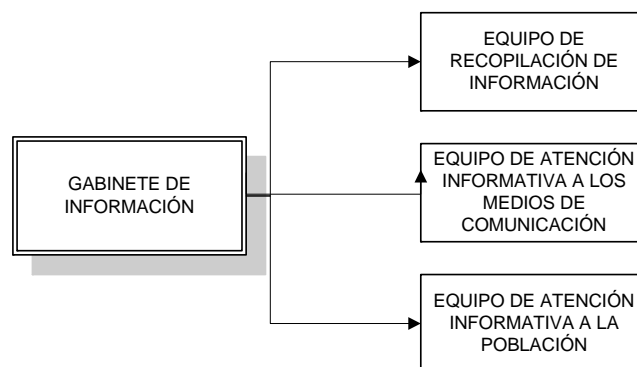 GABINETE DE
INFORMACIÓN
EQUIPO DE
RECOPILACIÓN DE
INFORMACIÓN
EQUIPO DE ATENCIÓN
INFORMATIVA A LOS
MEDIOS DE
COMUNICACIÓN
EQUIPO DE ATENCIÓN
INFORMATIVA A LA
POBLACIÓN